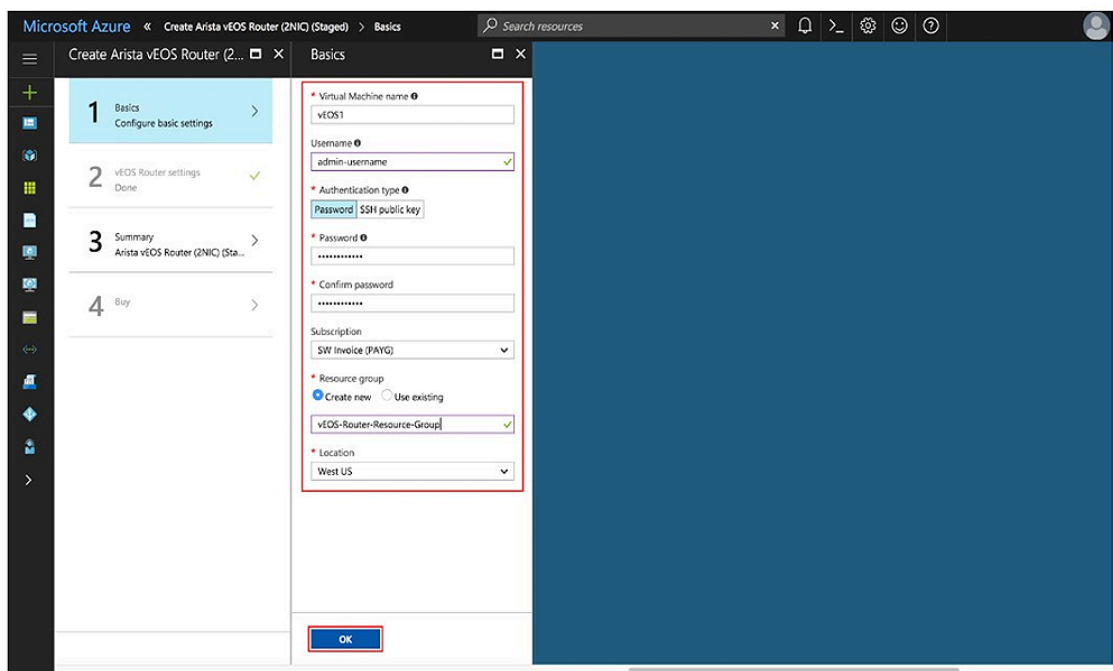 Microsoft Azure « Create Arista vEOS Router (2NIC) (Staged) > Basics
Search resources
Create Arista vEOS Router (2...
1
Basics
Configure basic settings
2
vEOS Router settings
Done
3
Summary
Arista vEOS Router (2NIC) (Sta...
4
Buy
Basics
* Virtual Machine name
vEOS1
Username
admin-username
* Authentication type
Password SSH public key
* Password
••••••••••••
* Confirm password
••••••••••••
Subscription
SW Invoice (PAYG)
* Resource group
Create new Use existing
vEOS-Router-Resource-Group
* Location
West US
OK